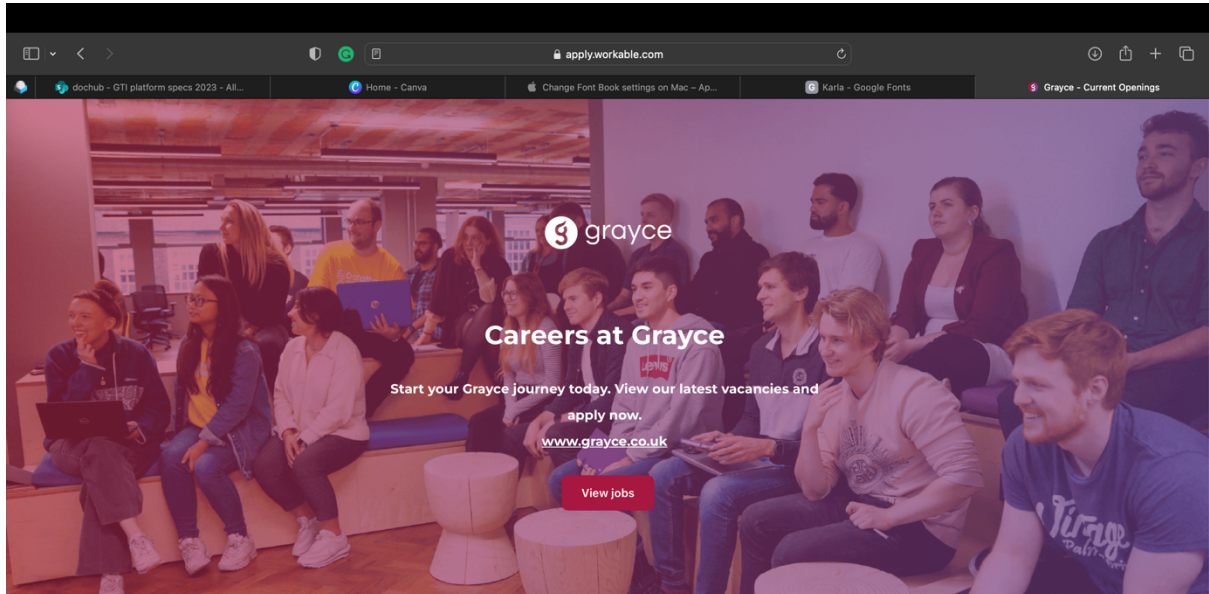 apply.workable.com
dochub - GTI platform specs 2023 - All...
Home - Canva
Change Font Book settings on Mac – Ap...
Karla - Google Fonts
Grayce - Current Openings
grayce
Careers at Grayce
Start your Grayce journey today. View our latest vacancies and
apply now.
www.grayce.co.uk
View jobs
LEVI'S